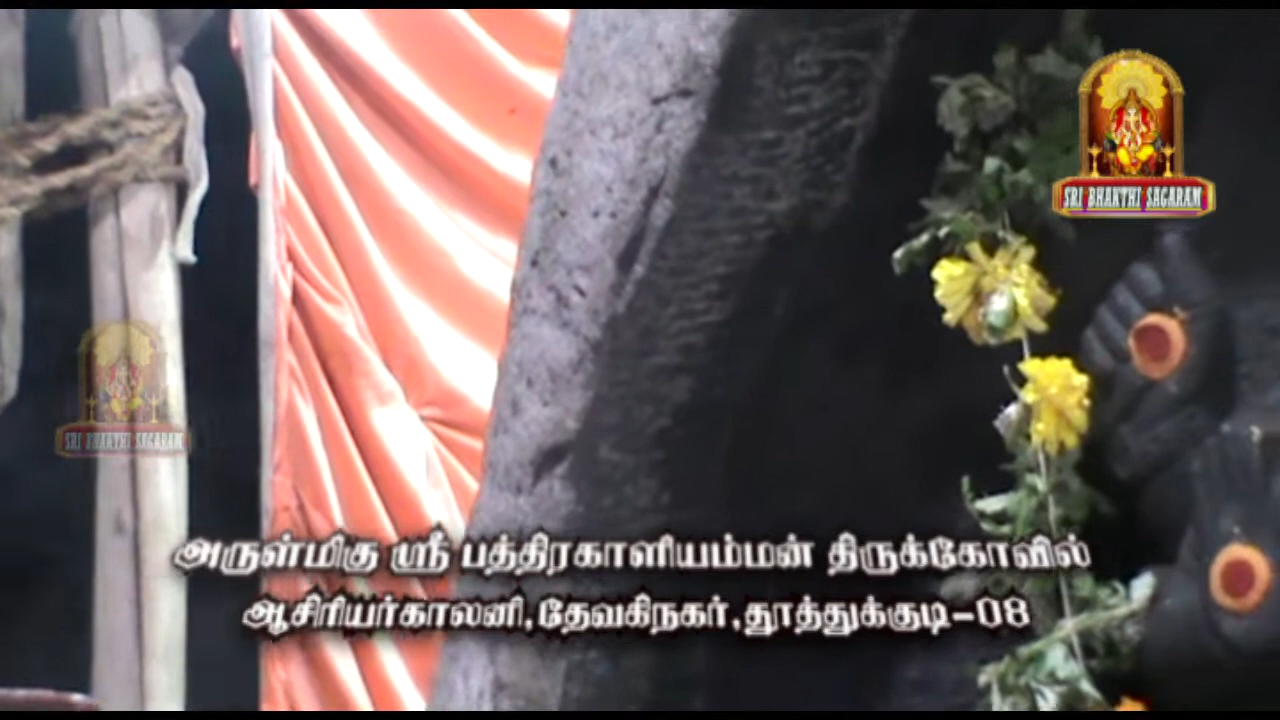 SRI BHAKTHI SAGARAM
SRI BHAKTHI SAGARAM
அருள்மிகு ஸ்ரீ பத்திரகாளியம்மன் திருக்கோவில்
ஆசிரியர்காலனி,தேவகிநகர்,தூத்துக்குடி-08